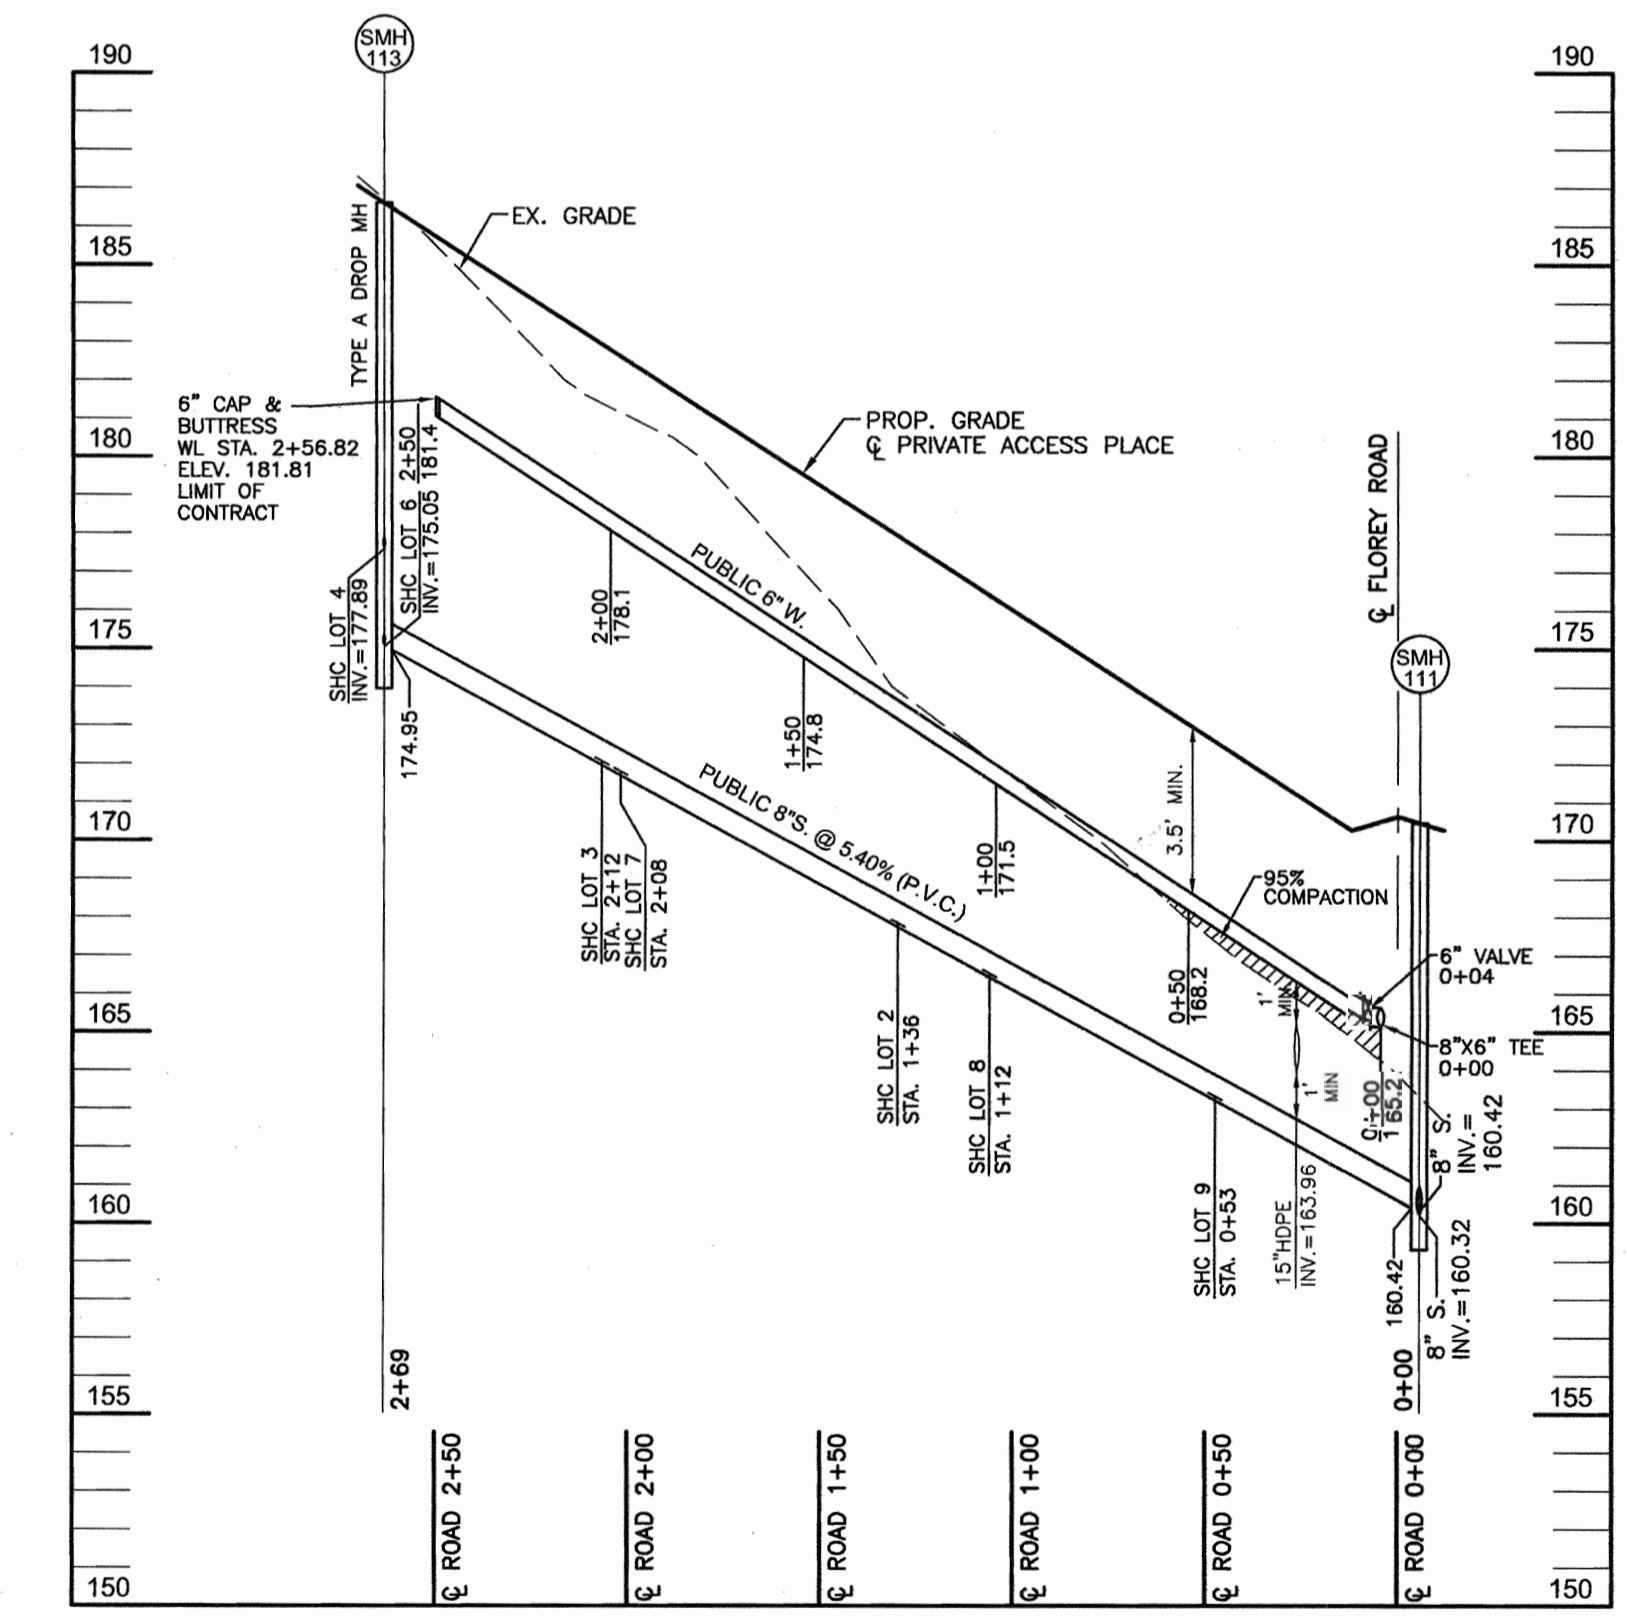 SMH
113
190
190
EX. GRADE
185
185
TYPE A DROP MH
6" CAP &
BUTTRESS
WL STA. 2+56.82
ELEV. 181.81
LIMIT OF
CONTRACT
PROP. GRADE
℄ PRIVATE ACCESS PLACE
180
180
2+50
181.4
SHC LOT 6
INV.=175.05
SHC LOT 4
INV.=177.89
℄ FLOREY ROAD
PUBLIC 6" W.
2+00
178.1
175
175
SMH
111
174.95
1+50
174.8
PUBLIC 8"S. @ 5.40% (P.V.C.)
3.5' MIN.
170
170
1+00
171.5
95%
COMPACTION
SHC LOT 3
STA. 2+12
SHC LOT 7
STA. 2+08
6" VALVE
0+04
0+50
168.2
1'
MIN
165
165
8"X6" TEE
0+00
SHC LOT 2
STA. 1+36
SHC LOT 8
STA. 1+12
1'
MIN
0+00
165.2
8" S.
INV.=
160.42
160
160
SHC LOT 9
STA. 0+53
15"HDPE
INV.=163.96
160.42
8" S.
INV.=160.32
2+69
0+00
155
155
℄ ROAD 2+50
℄ ROAD 2+00
℄ ROAD 1+50
℄ ROAD 1+00
℄ ROAD 0+50
℄ ROAD 0+00
150
150